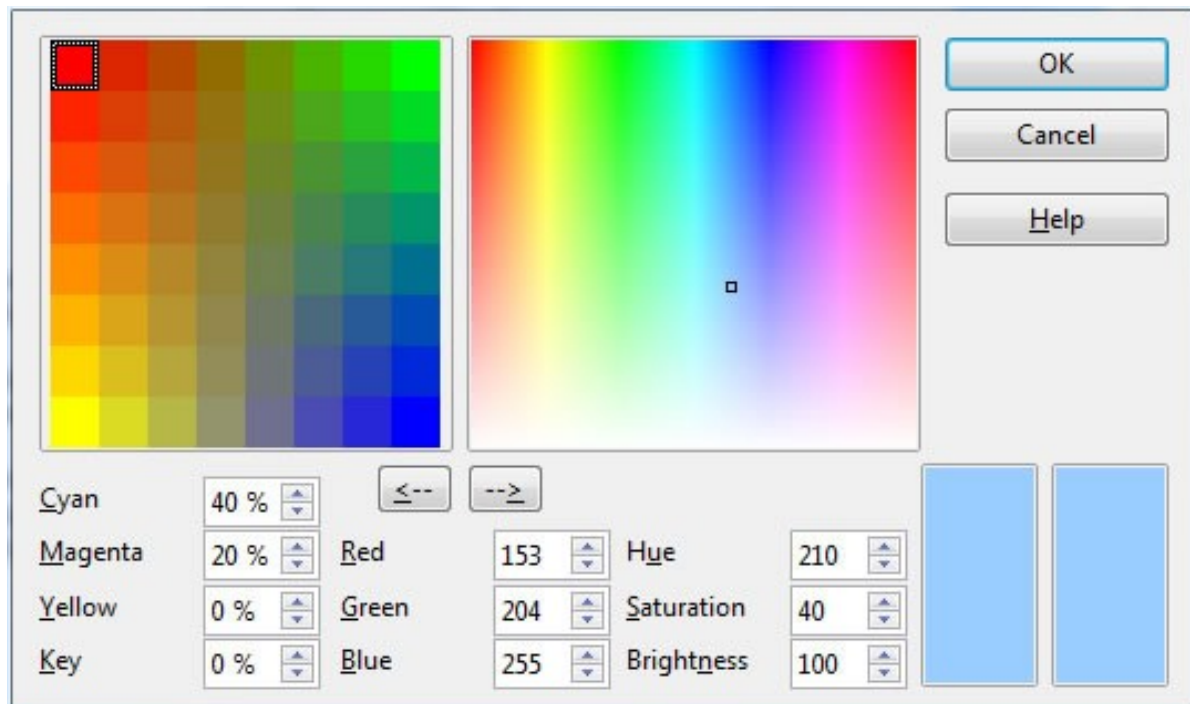 OK
Cancel
Help
<-- -->
Cyan 40 %
Magenta 20 % Red 153 Hue 210
Yellow 0 % Green 204 Saturation 40
Key 0 % Blue 255 Brightness 100